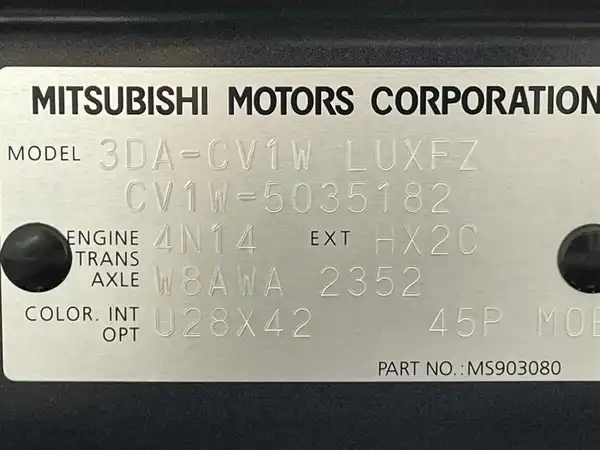 MITSUBISHI MOTORS CORPORATION
MODEL 3DA-CV1W LUXFZ
CV1W-5035182
ENGINE 4N14 EXT HX2C
TRANS
AXLE W8AWA 2352
COLOR. INT
OPT U28X42 45P
PART NO.:MS903080